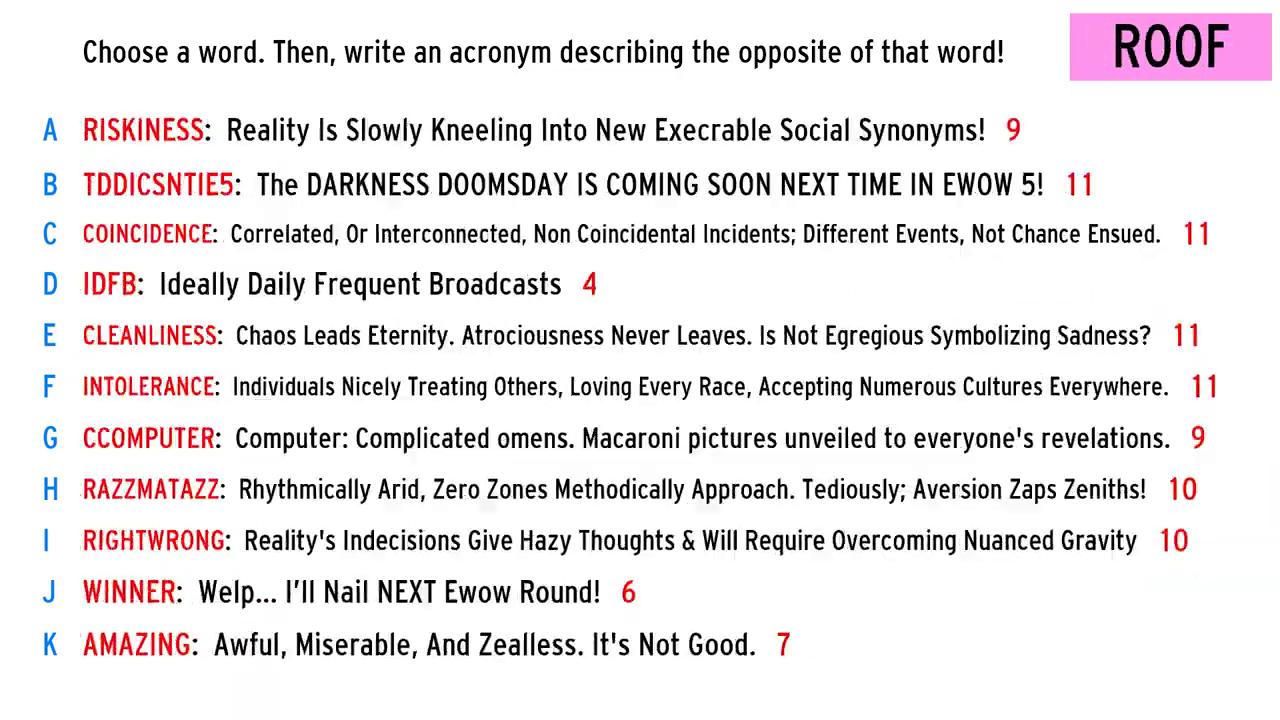 Choose a word. Then, write an acronym describing the opposite of that word!
ROOF
A RISKINESS: Reality Is Slowly Kneeling Into New Execrable Social Synonyms! 9
B TDDICSNTIE5: The DARKNESS DOOMSDAY IS COMING SOON NEXT TIME IN EWOW 5! 11
C COINCIDENCE: Correlated, Or Interconnected, Non Coincidental Incidents; Different Events, Not Chance Ensued. 11
D IDFB: Ideally Daily Frequent Broadcasts 4
E CLEANLINESS: Chaos Leads Eternity. Atrociousness Never Leaves. Is Not Egregious Symbolizing Sadness? 11
F INTOLERANCE: Individuals Nicely Treating Others, Loving Every Race, Accepting Numerous Cultures Everywhere. 11
G CCOMPUTER: Computer: Complicated omens. Macaroni pictures unveiled to everyone's revelations. 9
H RAZZMATAZZ: Rhythmically Arid, Zero Zones Methodically Approach. Tediously; Aversion Zaps Zeniths! 10
I RIGHTWRONG: Reality's Indecisions Give Hazy Thoughts & Will Require Overcoming Nuanced Gravity 10
J WINNER: Welp... I'll Nail NEXT Ewow Round! 6
K AMAZING: Awful, Miserable, And Zealless. It's Not Good. 7